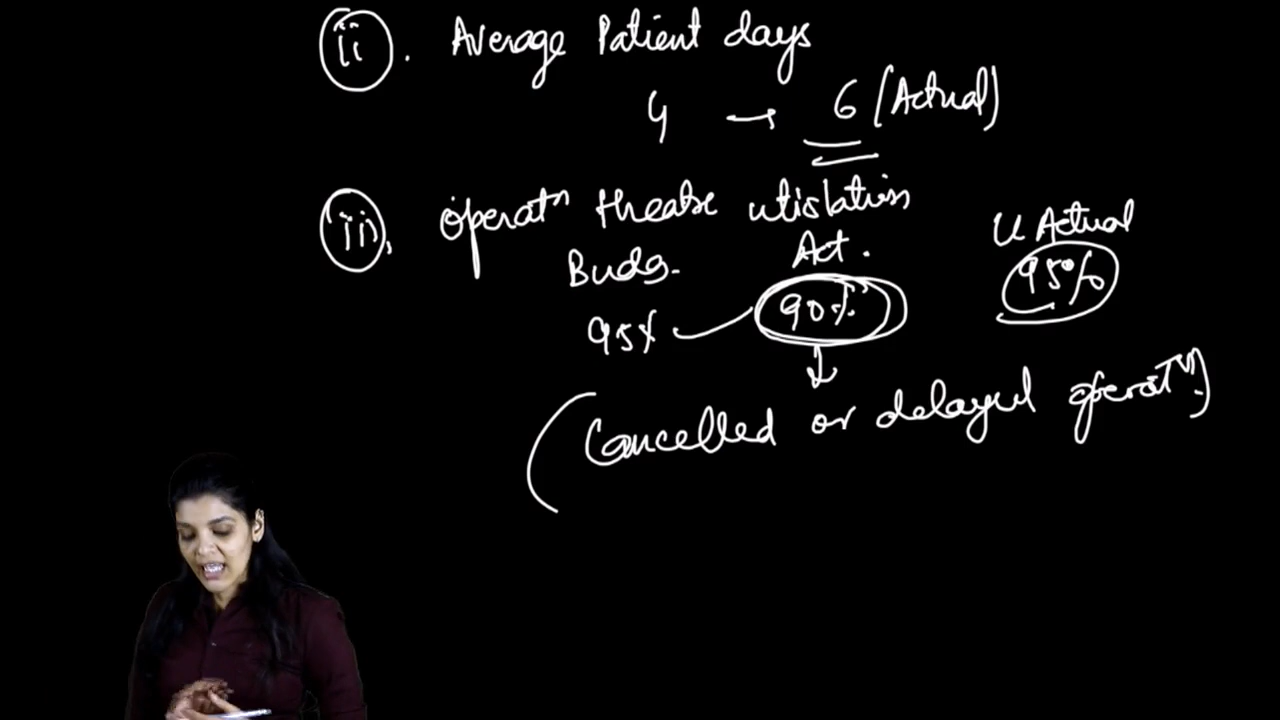 (ii). Average Patient days
4 → 6 (Actual)
(iii). Operatn theatre utislation
Budg. Act. U Actual
95% 90% 95%
(Cancelled or delayed operatn.)